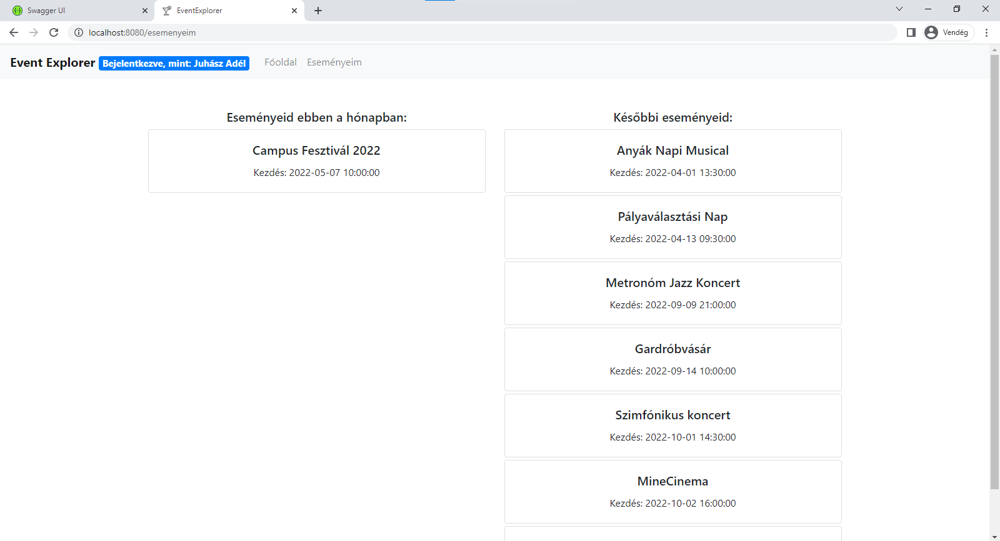 Swagger UI
EventExplorer
localhost:8080/esemenyeim
Vendég
Event Explorer Bejelentkezve, mint: Juhász Adél Főoldal Eseményeim
Eseményeid ebben a hónapban:
Campus Fesztivál 2022
Kezdés: 2022-05-07 10:00:00
Későbbi eseményeid:
Anyák Napi Musical
Kezdés: 2022-04-01 13:30:00
Pályaválasztási Nap
Kezdés: 2022-04-13 09:30:00
Metronóm Jazz Koncert
Kezdés: 2022-09-09 21:00:00
Gardróbvásár
Kezdés: 2022-09-14 10:00:00
Szimfónikus koncert
Kezdés: 2022-10-01 14:30:00
MineCinema
Kezdés: 2022-10-02 16:00:00